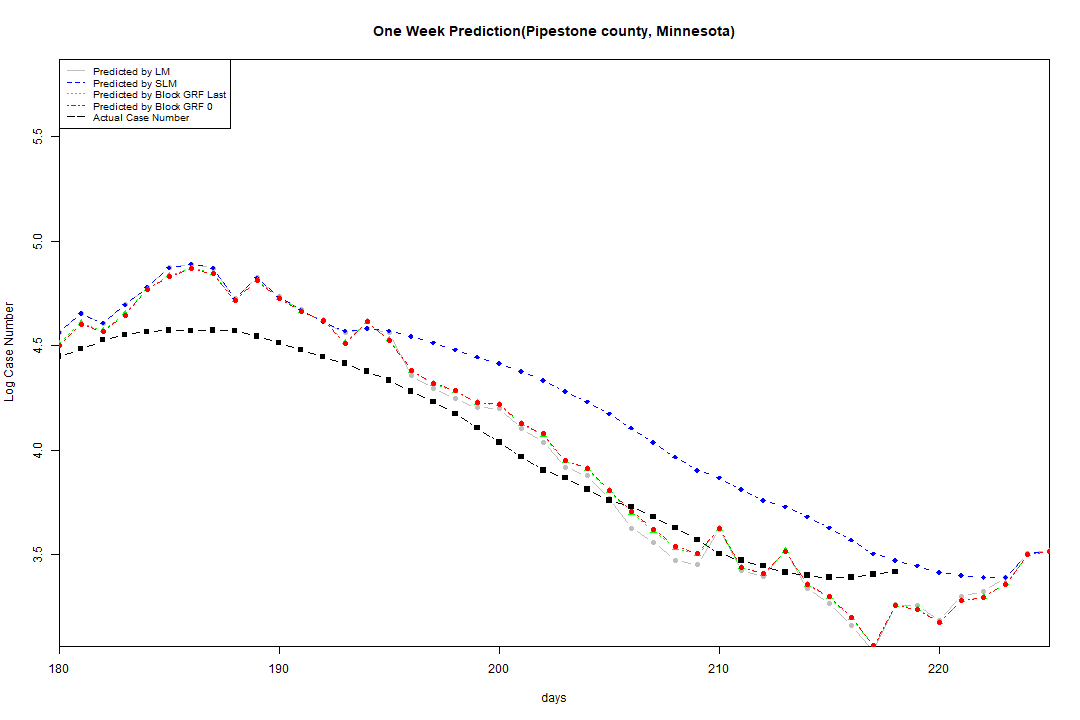 One Week Prediction(Pipestone county, Minnesota)
Predicted by LM
Predicted by SLM
Predicted by Block GRF Last
Predicted by Block GRF 0
Actual Case Number
5.5
5.0
4.5
4.0
3.5
Log Case Number
180 190 200 210 220
days